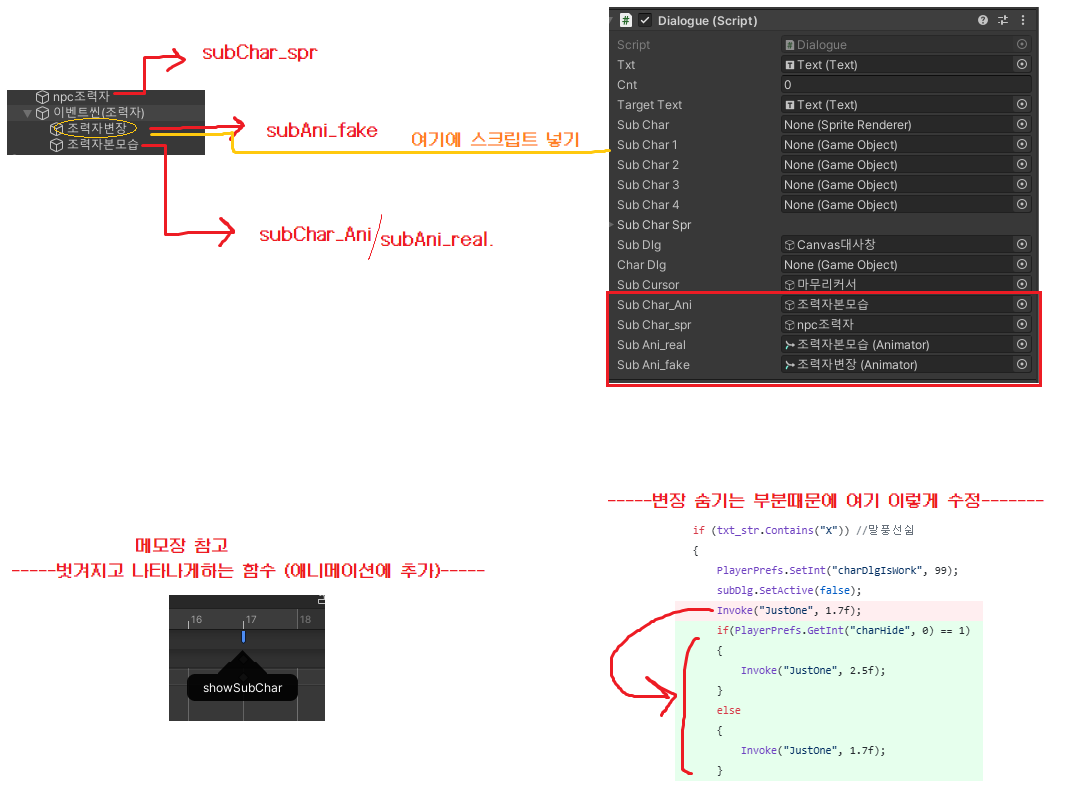 subChar_spr
npc조력자
이벤트씬(조력자)
조력자변장
조력자본모습
subAni_fake
여기에 스크립트 넣기
subChar_Ani/subAni_real.
# Dialogue (Script)
Script # Dialogue
Txt T Text (Text)
Cnt 0
Target Text T Text (Text)
Sub Char None (Sprite Renderer)
Sub Char 1 None (Game Object)
Sub Char 2 None (Game Object)
Sub Char 3 None (Game Object)
Sub Char 4 None (Game Object)
Sub Char Spr
Sub Dlg Canvas대사창
Char Dlg None (Game Object)
Sub Cursor 마무리커서
Sub Char_Ani 조력자본모습
Sub Char_spr npc조력자
Sub Ani_real 조력자본모습 (Animator)
Sub Ani_fake 조력자변장 (Animator)
메모장 참고
-----벗겨지고 나타나게하는 함수 (애니메이션에 추가)-----
16 17 18
showSubChar
-----변장 숨기는 부분때문에 여기 이렇게 수정-------
if (txt_str.Contains("X")) //말풍선쉼
{
PlayerPrefs.SetInt("charDlgIsWork", 99);
subDlg.SetActive(false);
Invoke("JustOne", 1.7f);
if(PlayerPrefs.GetInt("charHide", 0) == 1)
{
Invoke("JustOne", 2.5f);
}
else
{
Invoke("JustOne", 1.7f);
}